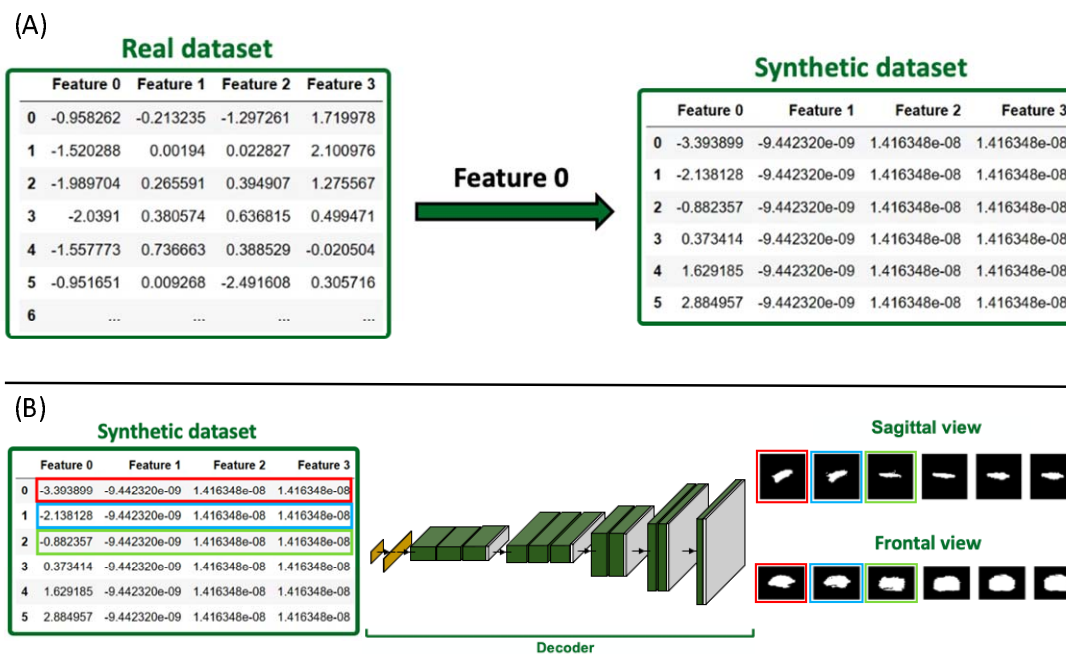 (A)
Real dataset
Feature 0 Feature 1 Feature 2 Feature 3
0 -0.958262 -0.213235 -1.297261 1.719978
1 -1.520288 0.00194 0.022827 2.100976
2 -1.989704 0.265591 0.394907 1.275567
3 -2.0391 0.380574 0.636815 0.499471
4 -1.557773 0.736663 0.388529 -0.020504
5 -0.951651 0.009268 -2.491608 0.305716
6 ... ... ... ...
Feature 0
Synthetic dataset
Feature 0 Feature 1 Feature 2 Feature 3
0 -3.393899 -9.442320e-09 1.416348e-08 1.416348e-08
1 -2.138128 -9.442320e-09 1.416348e-08 1.416348e-08
2 -0.882357 -9.442320e-09 1.416348e-08 1.416348e-08
3 0.373414 -9.442320e-09 1.416348e-08 1.416348e-08
4 1.629185 -9.442320e-09 1.416348e-08 1.416348e-08
5 2.884957 -9.442320e-09 1.416348e-08 1.416348e-08
(B)
Synthetic dataset
Feature 0 Feature 1 Feature 2 Feature 3
0 -3.393899 -9.442320e-09 1.416348e-08 1.416348e-08
1 -2.138128 -9.442320e-09 1.416348e-08 1.416348e-08
2 -0.882357 -9.442320e-09 1.416348e-08 1.416348e-08
3 0.373414 -9.442320e-09 1.416348e-08 1.416348e-08
4 1.629185 -9.442320e-09 1.416348e-08 1.416348e-08
5 2.884957 -9.442320e-09 1.416348e-08 1.416348e-08
Decoder
Sagittal view
Frontal view